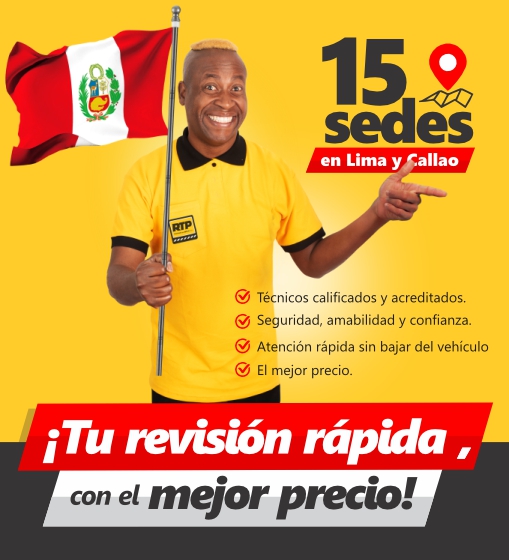 15
sedes
en Lima y Callao
RTP
Técnicos calificados y acreditados.
Seguridad, amabilidad y confianza.
Atención rápida sin bajar del vehículo
El mejor precio.
¡Tu revisión rápida ,
con el mejor precio!